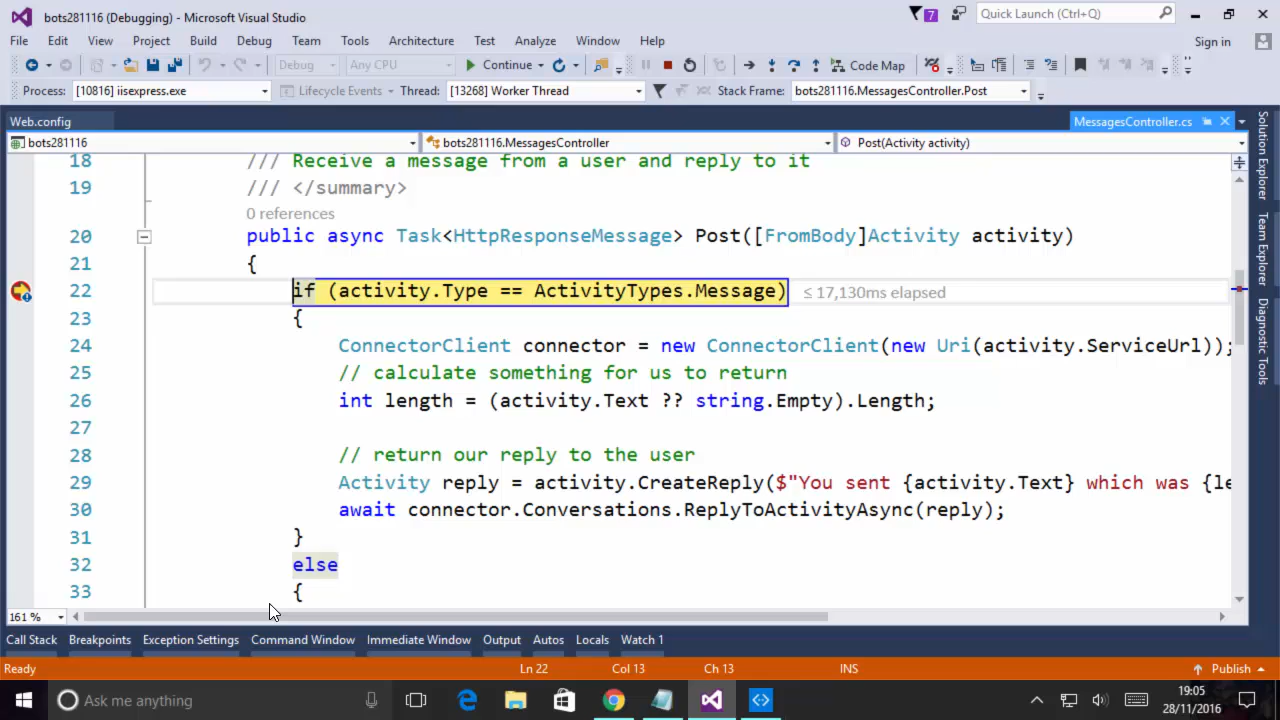 bots281116 (Debugging) - Microsoft Visual Studio
7
Quick Launch (Ctrl+Q)
File Edit View Project Build Debug Team Tools Architecture Test Analyze Window Help
Sign in
Debug Any CPU Continue Code Map
Process: [10816] iisexpress.exe Lifecycle Events Thread: [13268] Worker Thread Stack Frame: bots281116.MessagesController.Post
Web.config MessagesController.cs
bots281116 bots281116.MessagesController Post(Activity activity)
18 /// Receive a message from a user and reply to it
19 /// </summary>
0 references
20 public async Task<HttpResponseMessage> Post([FromBody]Activity activity)
21 {
22 if (activity.Type == ActivityTypes.Message) ≤ 17,130ms elapsed
23 {
24 ConnectorClient connector = new ConnectorClient(new Uri(activity.ServiceUrl));
25 // calculate something for us to return
26 int length = (activity.Text ?? string.Empty).Length;
27
28 // return our reply to the user
29 Activity reply = activity.CreateReply($"You sent {activity.Text} which was {le
30 await connector.Conversations.ReplyToActivityAsync(reply);
31 }
32 else
33 {
Solution Explorer
Team Explorer
Diagnostic Tools
161 %
Call Stack Breakpoints Exception Settings Command Window Immediate Window Output Autos Locals Watch 1
Ready Ln 22 Col 13 Ch 13 INS Publish
Ask me anything
19:05
28/11/2016